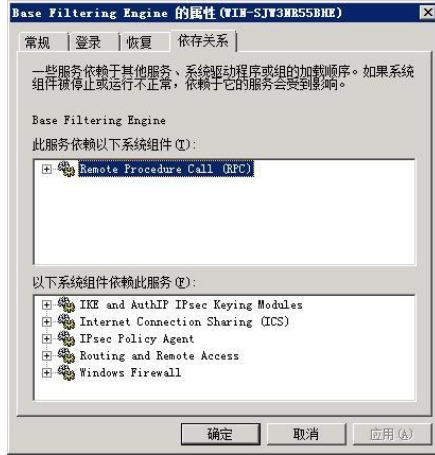 Base Filtering Engine 的属性(WIN-SJW3NR55BHE)
常规 登录 恢复 依存关系
一些服务依赖于其他服务、系统驱动程序或组的加载顺序。如果系统
组件被停止或运行不正常，依赖于它的服务会受到影响。
Base Filtering Engine
此服务依赖以下系统组件(I):
Remote Procedure Call (RPC)
以下系统组件依赖此服务(F):
IKE and AuthIP IPsec Keying Modules
Internet Connection Sharing (ICS)
IPsec Policy Agent
Routing and Remote Access
Windows Firewall
确定 取消 应用(A)